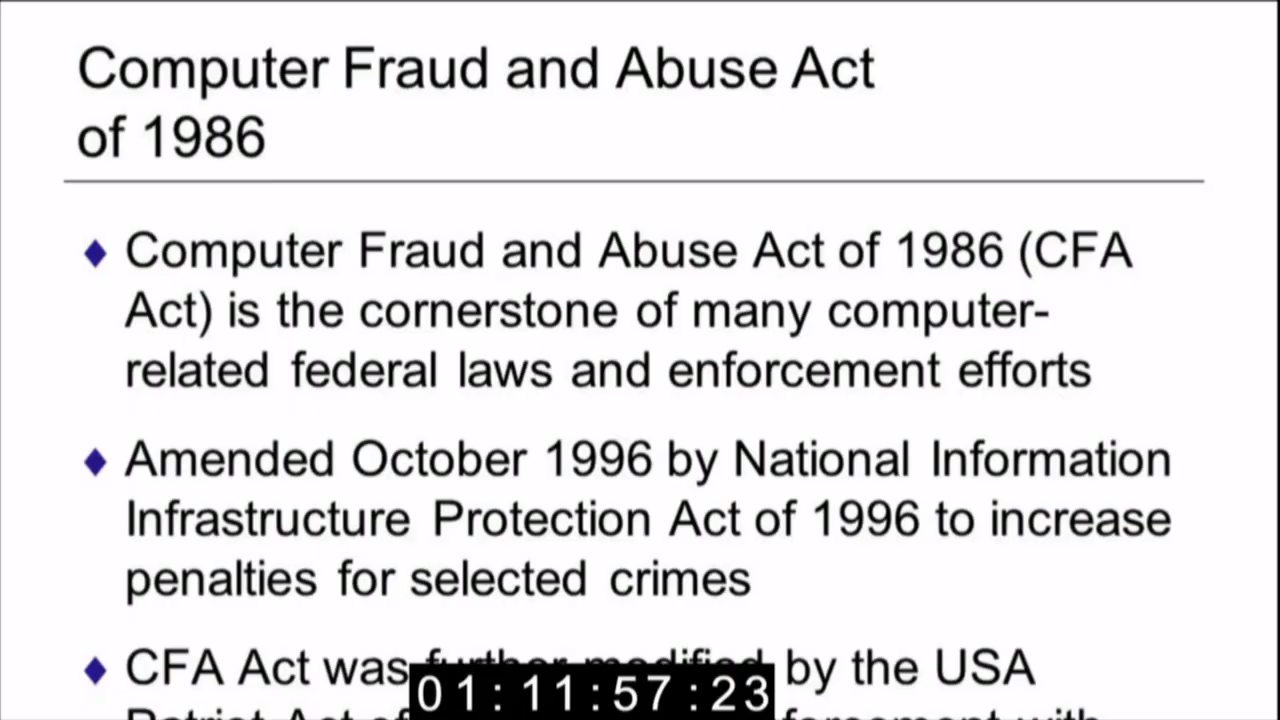 Computer Fraud and Abuse Act
of 1986
Computer Fraud and Abuse Act of 1986 (CFA
Act) is the cornerstone of many computer-
related federal laws and enforcement efforts
Amended October 1996 by National Information
Infrastructure Protection Act of 1996 to increase
penalties for selected crimes
CFA Act was further modified by the USA
01:11:57:23